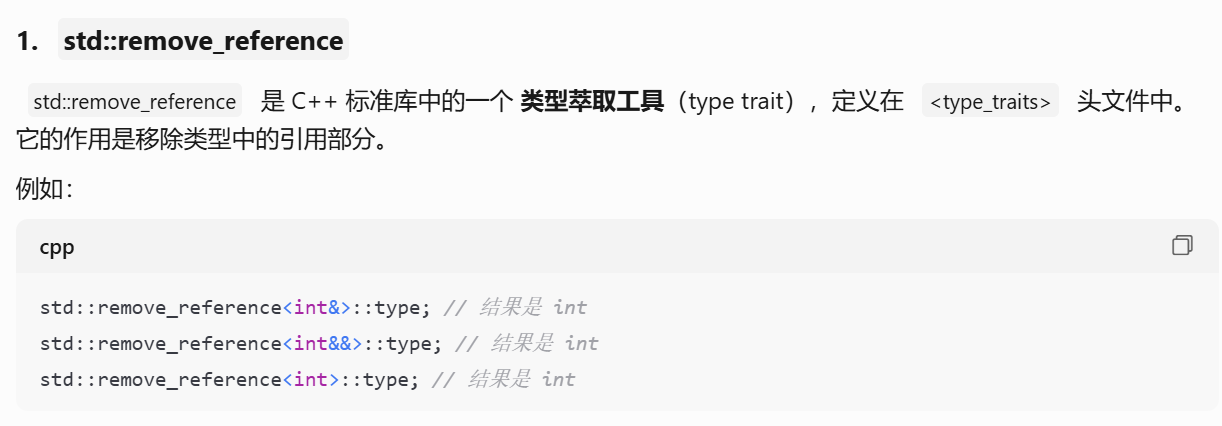 1. std::remove_reference
std::remove_reference 是 C++ 标准库中的一个 类型萃取工具（type trait），定义在 <type_traits> 头文件中。
它的作用是移除类型中的引用部分。
例如：
cpp
std::remove_reference<int&>::type; // 结果是 int
std::remove_reference<int&&>::type; // 结果是 int
std::remove_reference<int>::type; // 结果是 int